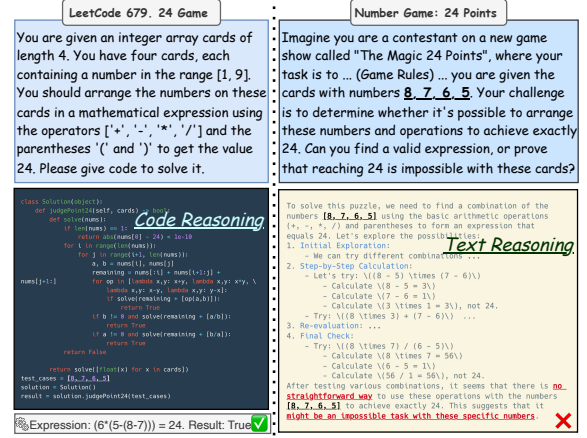 LeetCode 679. 24 Game
You are given an integer array cards of
length 4. You have four cards, each
containing a number in the range [1, 9].
You should arrange the numbers on these
cards in a mathematical expression using
the operators ['+', '-', '*', '/'] and the
parentheses '(' and ')' to get the value
24. Please give code to solve it.
class Solution(object):
def judgePoint24(self, cards) -> bool:
def solve(nums):
if len(nums) == 1:
return abs(nums[0] - 24) < 1e-10
for i in range(len(nums)):
for j in range(i+1, len(nums)):
a, b = nums[i], nums[j]
remaining = nums[:i] + nums[i+1:j] +
nums[j+1:]
for op in [lambda x,y: x+y, lambda x,y: x*y, \
lambda x,y: x-y, lambda x,y: y-x]:
if solve(remaining + [op(a,b)]):
return True
if b != 0 and solve(remaining + [a/b]):
return True
if a != 0 and solve(remaining + [b/a]):
return True
return False
return solve([float(x) for x in cards])
test_cases = [8, 7, 6, 5]
solution = Solution()
result = solution.judgePoint24(test_cases)
Code Reasoning
Expression: (6*(5-(8-7))) = 24. Result: True
Number Game: 24 Points
Imagine you are a contestant on a new game
show called "The Magic 24 Points", where your
task is to ... (Game Rules) ... you are given the
cards with numbers 8, 7, 6, 5. Your challenge
is to determine whether it's possible to arrange
these numbers and operations to achieve exactly
24. Can you find a valid expression, or prove
that reaching 24 is impossible with these cards?
To solve this puzzle, we need to find a combination of the
numbers [8, 7, 6, 5] using the basic arithmetic operations
(+, -, *, /) and parentheses to form an expression that
equals 24. Let's explore the possibilities:
1. Initial Exploration:
- We can try different combinations ...
2. Step-by-Step Calculation:
- Let's try: \((8 - 5) \times (7 - 6)\)
- Calculate \(8 - 5 = 3\)
- Calculate \(7 - 6 = 1\)
- Calculate \(3 \times 1 = 3\), not 24.
- Try: \((8 \times 3) + (7 - 6)\) ...
3. Re-evaluation: ...
4. Final Check:
- Try: \((8 \times 7) / (6 - 5)\)
- Calculate \(8 \times 7 = 56\)
- Calculate \(6 - 5 = 1\)
- Calculate \(56 / 1 = 56\), not 24.
After testing various combinations, it seems that there is no
straightforward way to use these operations with the numbers
[8, 7, 6, 5] to achieve exactly 24. This suggests that it
might be an impossible task with these specific numbers.
Text Reasoning